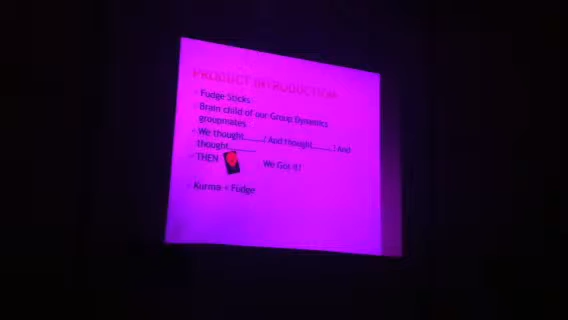 PRODUCT INTRODUCTION
Fudge Sticks
Brain child of our Group Dynamics
groupmates
We thought......! And thought......! And
thought......
THEN We Got It!
Kurma + Fudge